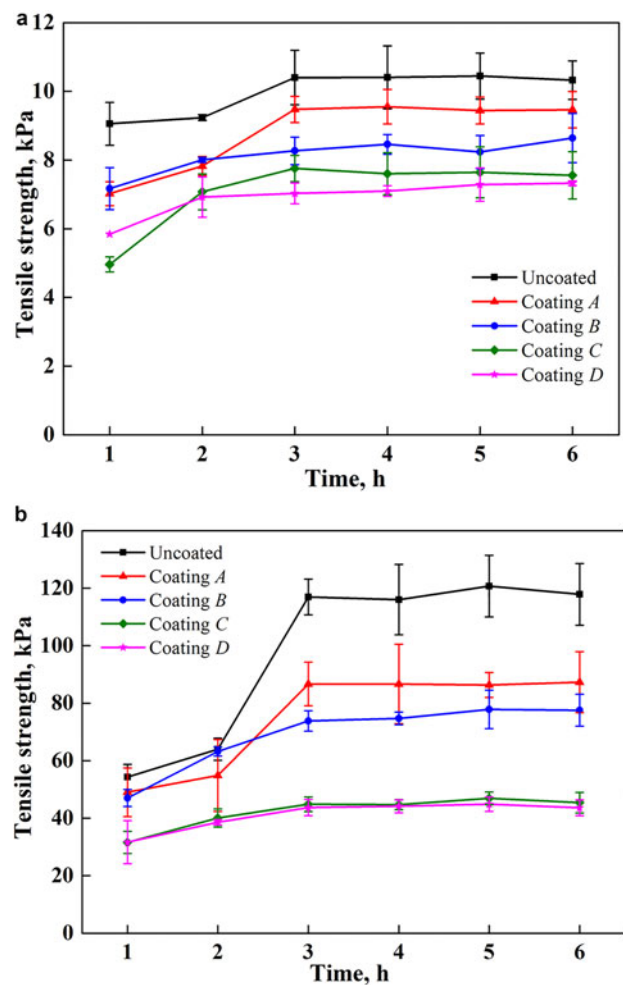 a
12
10
8
6
4
2
0
Tensile strength, kPa
Uncoated
Coating A
Coating B
Coating C
Coating D
1 2 3 4 5 6
Time, h
b
140
120
100
80
60
40
20
0
Tensile strength, kPa
Uncoated
Coating A
Coating B
Coating C
Coating D
1 2 3 4 5 6
Time, h